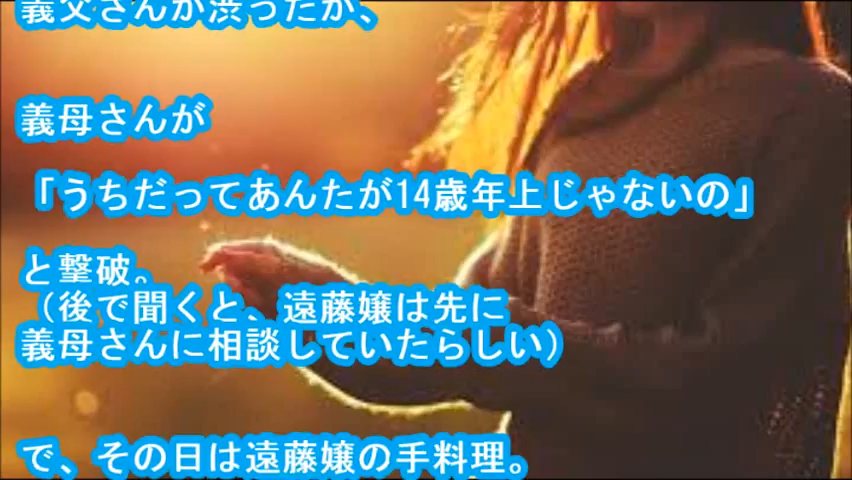 義父さんが渋ったが、
義母さんが
「うちだってあんたが14歳年上じゃないの」
と撃破。
（後で聞くと、遠藤嬢は先に
義母さんに相談していたらしい）
で、その日は遠藤嬢の手料理。